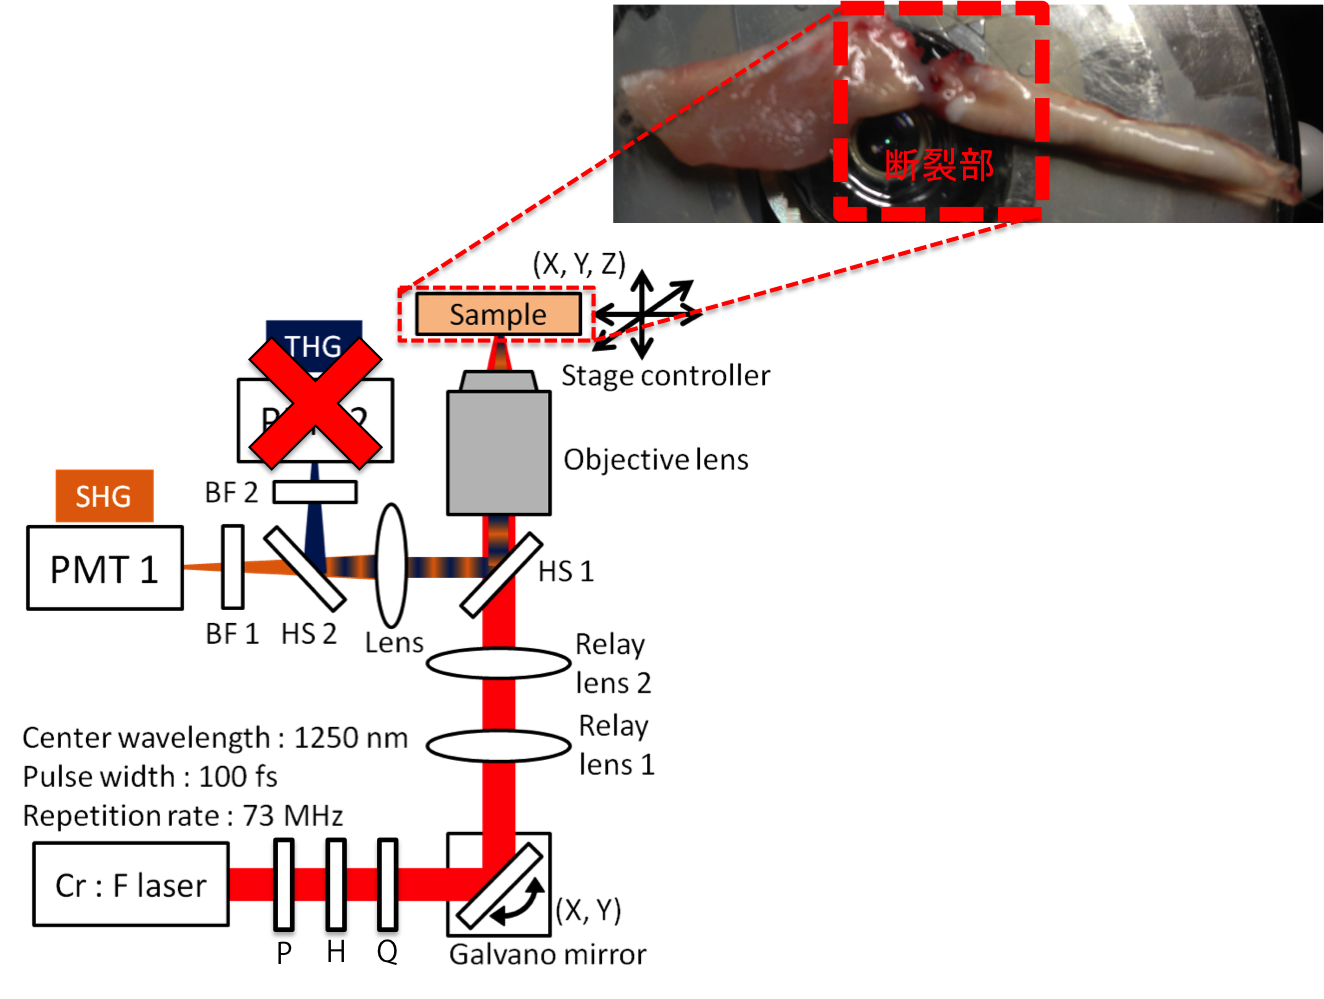 断裂部
(X, Y, Z)
Sample
Stage controller
THG
Objective lens
BF 2
SHG
PMT 1
HS 1
BF 1
HS 2
Lens
Relay
lens 2
Relay
lens 1
Center wavelength : 1250 nm
Pulse width : 100 fs
Repetition rate : 73 MHz
Cr : F laser
(X, Y)
P
H
Q
Galvano mirror